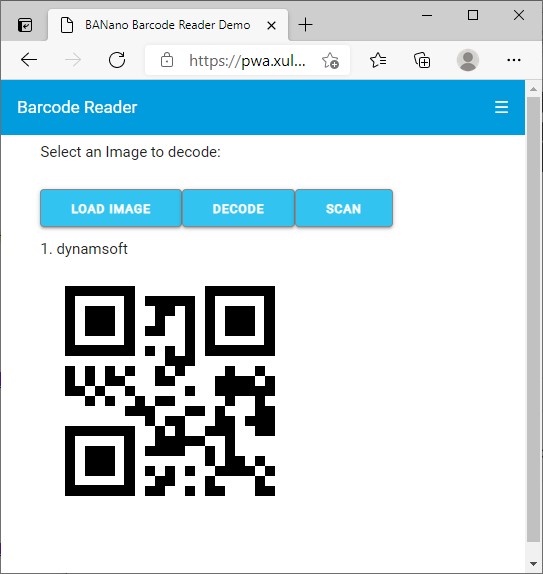 BANano Barcode Reader Demo
https://pwa.xul...
Barcode Reader
Select an Image to decode:
LOAD IMAGE DECODE SCAN
1. dynamsoft